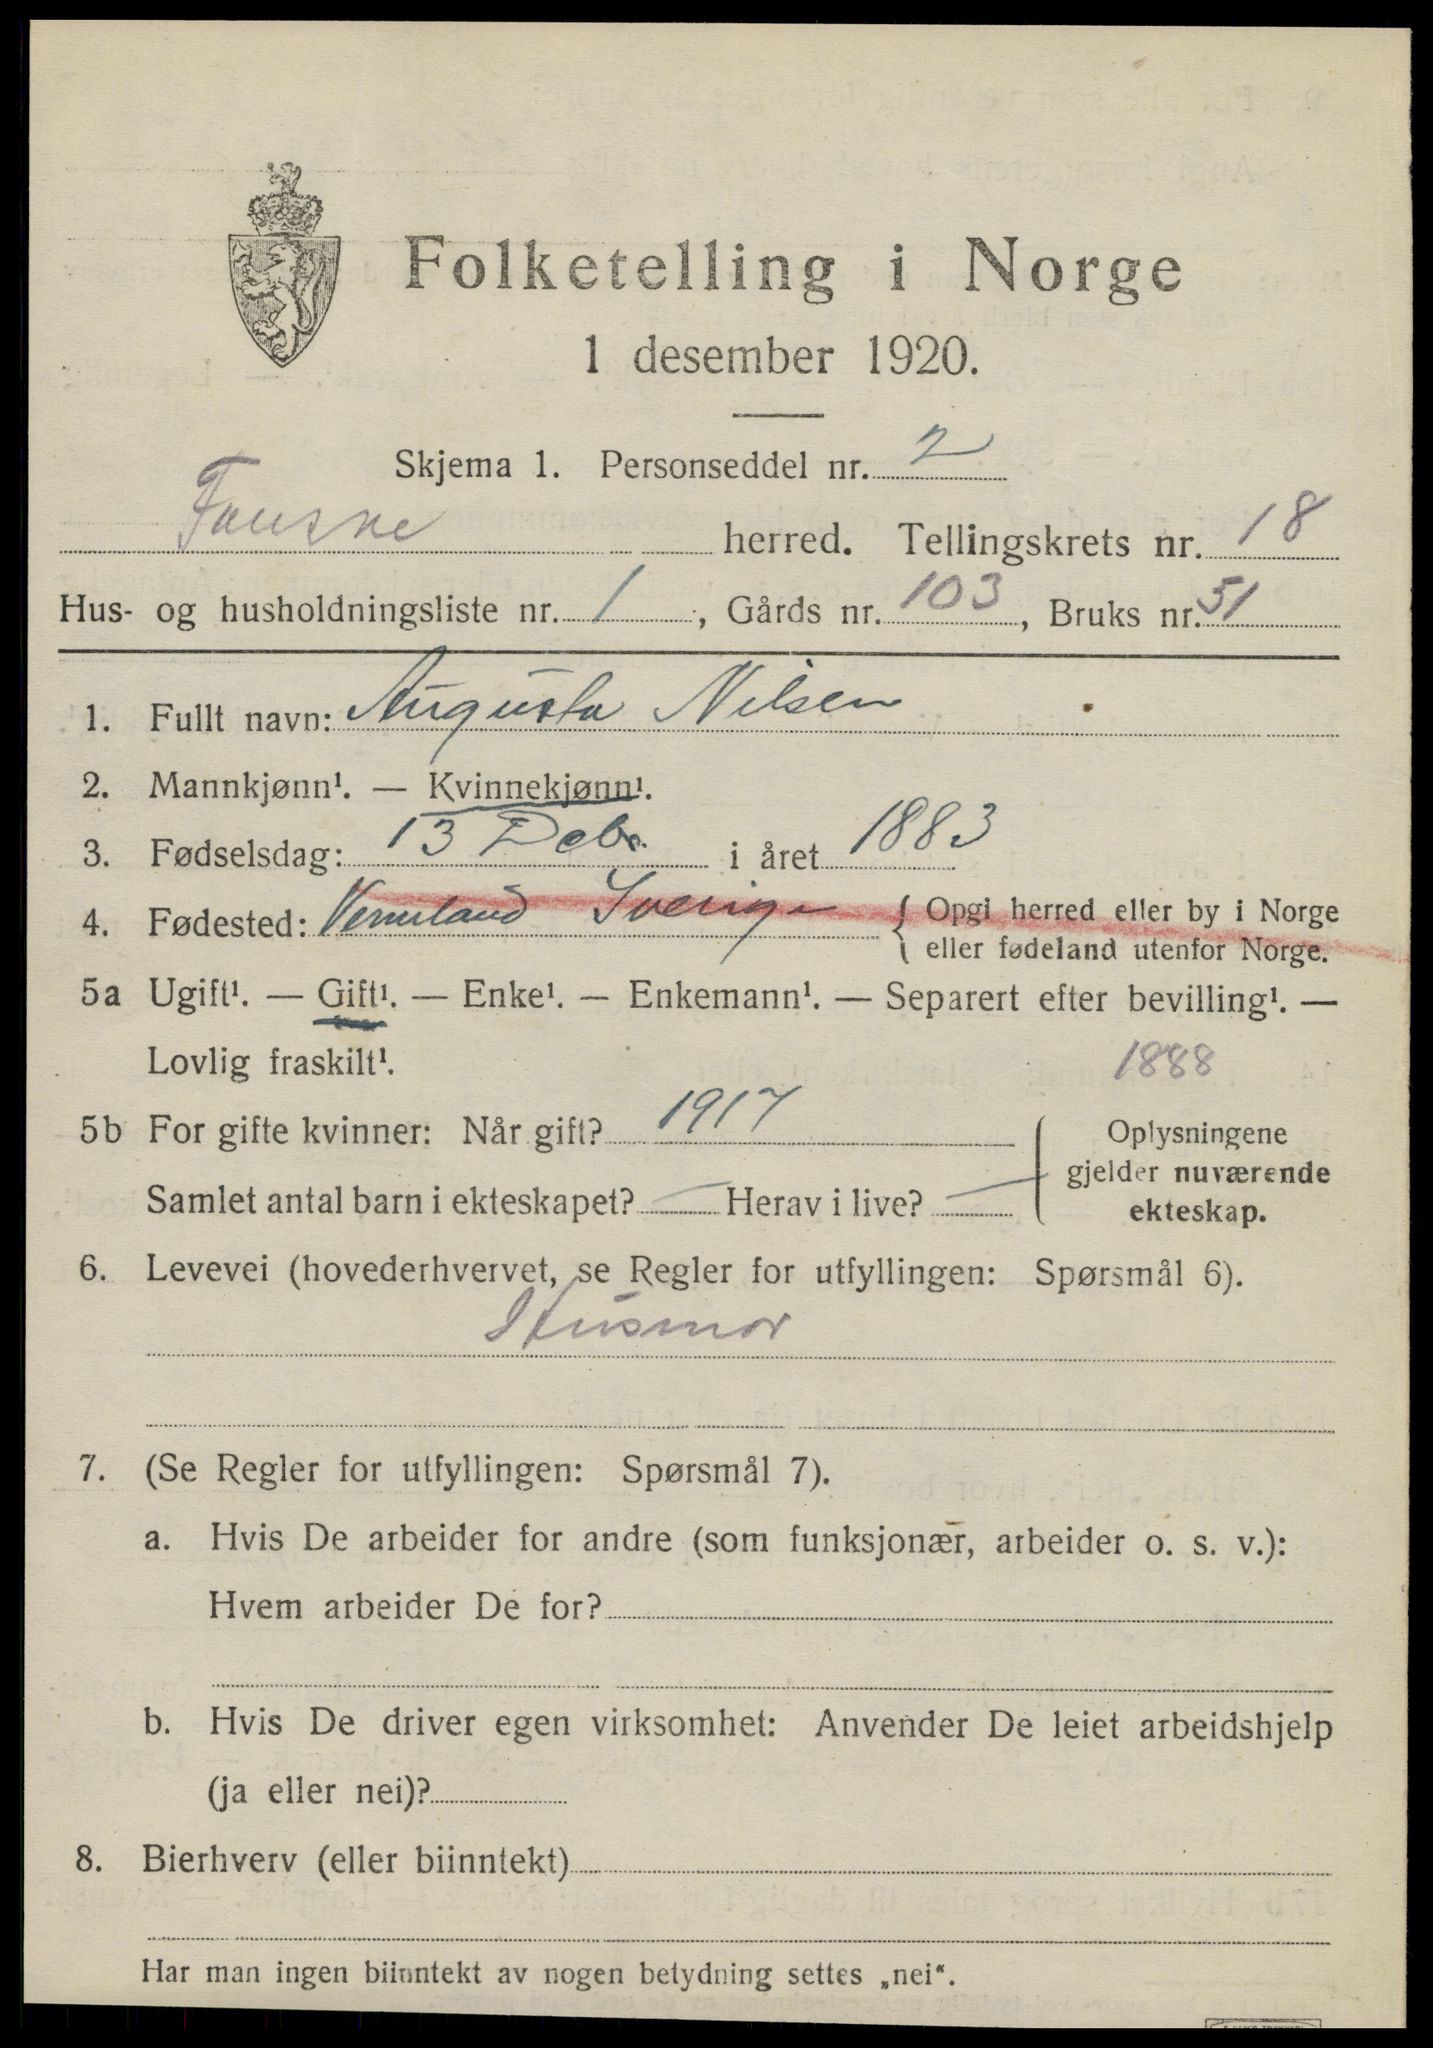 Folketelling i Norge
1 desember 1920.
Skjema 1. Personseddel nr. 2
Fauske herred. Tellingskrets nr. 18
Hus- og husholdningsliste nr. 1, Gårds nr. 103, Bruks nr. 51
1. Fullt navn: Augusta Nilsen
2. Mannkjønn¹. — Kvinnekjønn¹.
3. Fødselsdag: 13 Debr. i året 1883
4. Fødested: Vermland Sverige { Opgi herred eller by i Norge
eller fødeland utenfor Norge.
5a Ugift¹. — Gift¹. — Enke¹. — Enkemann¹. — Separert efter bevilling¹. —
Lovlig fraskilt¹. 1888
5b For gifte kvinner: Når gift? 1917
Samlet antal barn i ekteskapet? — Herav i live? —
Oplysningene
gjelder nuværende
ekteskap.
6. Levevei (hovederhvervet, se Regler for utfyllingen: Spørsmål 6).
Husmor
7. (Se Regler for utfyllingen: Spørsmål 7).
a. Hvis De arbeider for andre (som funksjonær, arbeider o. s. v.):
Hvem arbeider De for?
b. Hvis De driver egen virksomhet: Anvender De leiet arbeidshjelp
(ja eller nei)?
8. Bierhverv (eller biinntekt)
Har man ingen biinntekt av nogen betydning settes „nei“.